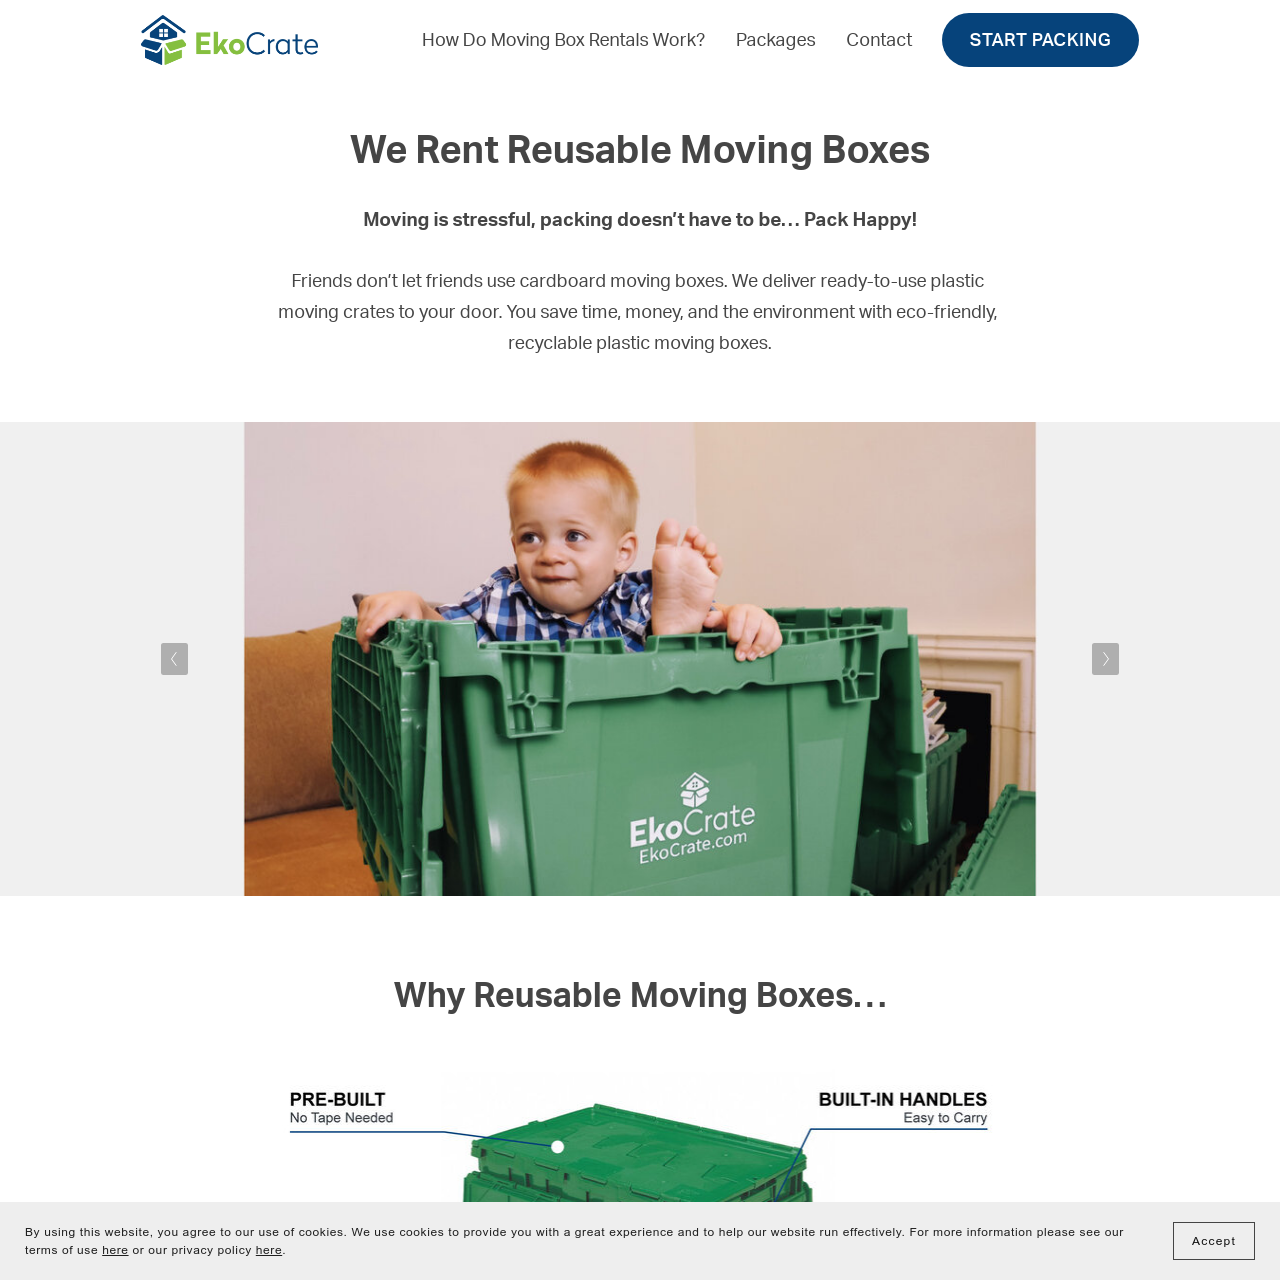 EkoCrate
How Do Moving Box Rentals Work?
Packages
Contact
START PACKING
We Rent Reusable Moving Boxes
Moving is stressful, packing doesn’t have to be… Pack Happy!
Friends don’t let friends use cardboard moving boxes. We deliver ready-to-use plastic
moving crates to your door. You save time, money, and the environment with eco-friendly,
recyclable plastic moving boxes.
EkoCrate
EkoCrate.com
Why Reusable Moving Boxes…
PRE-BUILT
No Tape Needed
BUILT-IN HANDLES
Easy to Carry
By using this website, you agree to our use of cookies. We use cookies to provide you with a great experience and to help our website run effectively. For more information please see our
terms of use here or our privacy policy here.
Accept